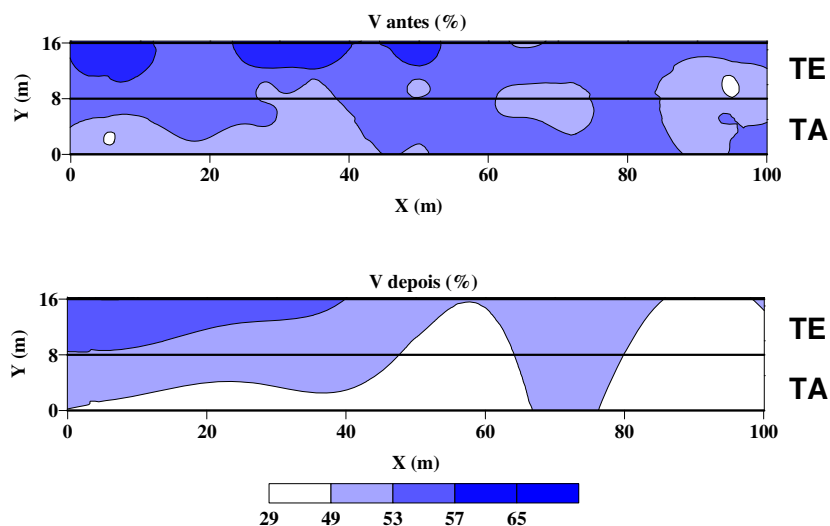 V antes (%)
16
8
0
Y (m)
TE
TA
0 20 40 60 80 100
X (m)
V depois (%)
16
8
0
Y (m)
TE
TA
0 20 40 60 80 100
X (m)
29 49 53 57 65